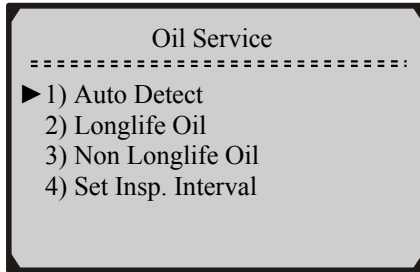 Oil Service
►1) Auto Detect
2) Longlife Oil
3) Non Longlife Oil
4) Set Insp. Interval